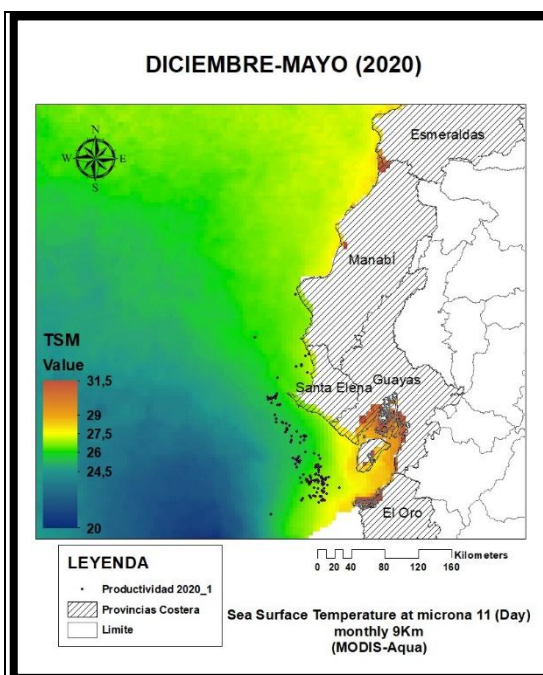 DICIEMBRE-MAYO (2020)
N
W E
S
Esmeraldas
Manabí
Santa Elena
Guayas
El Oro
TSM
Value
31,5
29
27,5
26
24,5
20
LEYENDA
Productividad 2020_1
Provincias Costera
Limite
Kilometers
0 10 20 40 80 120 160
Sea Surface Temperature at microna 11 (Day)
monthly 9Km
(MODIS-Aqua)